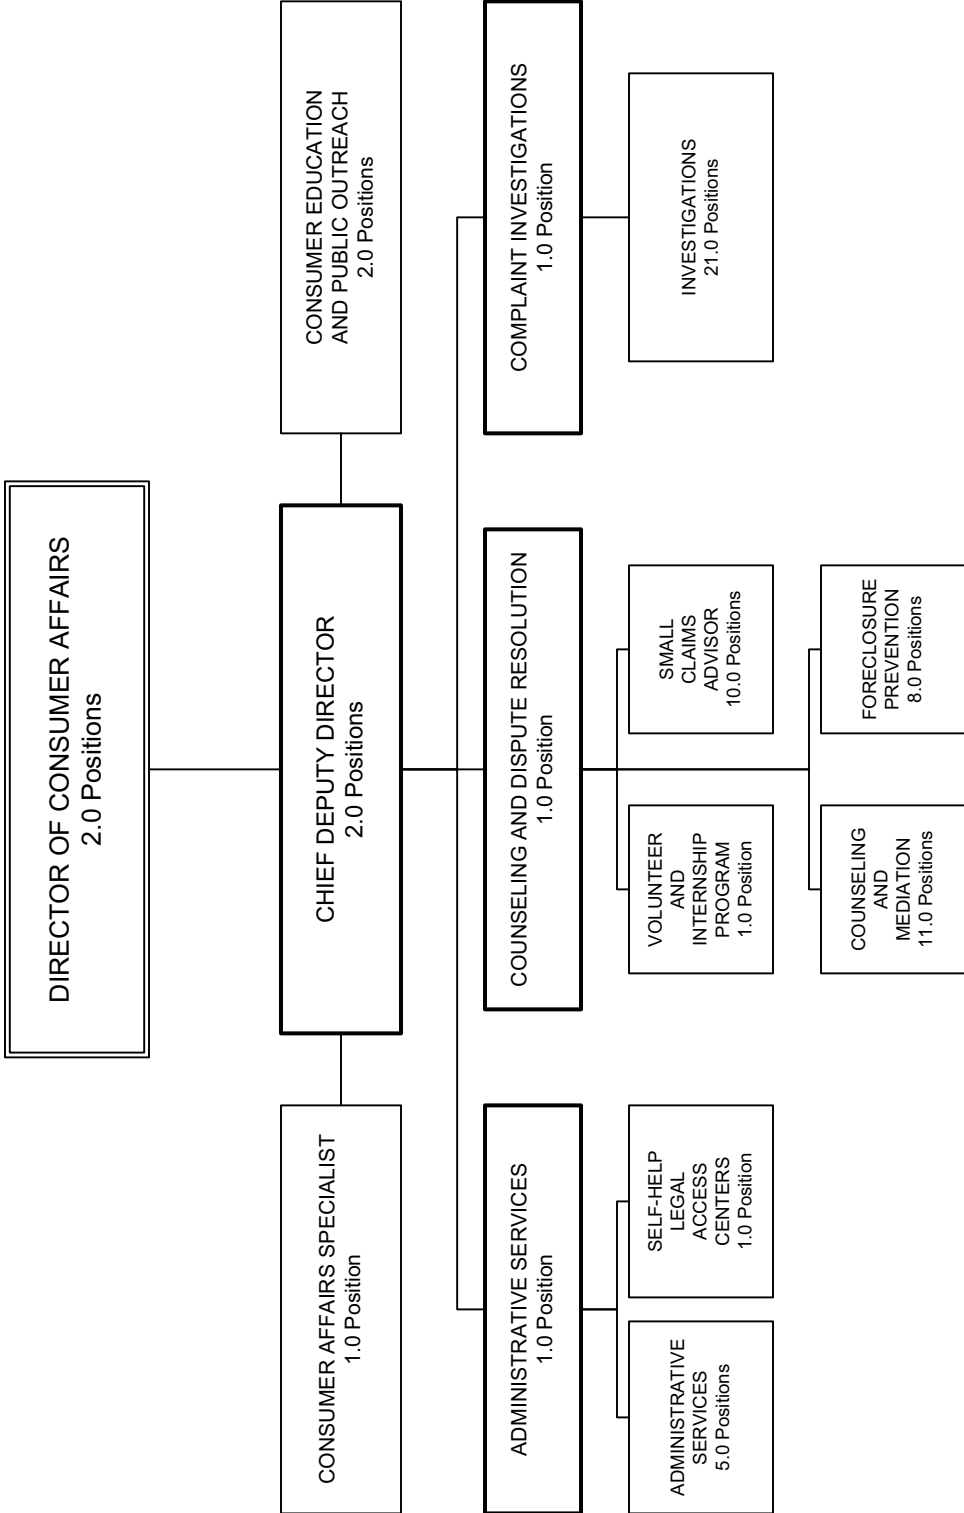 DIRECTOR OF CONSUMER AFFAIRS
2.0 Positions
CONSUMER AFFAIRS SPECIALIST
1.0 Position
CHIEF DEPUTY DIRECTOR
2.0 Positions
CONSUMER EDUCATION
AND PUBLIC OUTREACH
2.0 Positions
ADMINISTRATIVE SERVICES
1.0 Position
COUNSELING AND DISPUTE RESOLUTION
1.0 Position
COMPLAINT INVESTIGATIONS
1.0 Position
ADMINISTRATIVE
SERVICES
5.0 Positions
SELF-HELP
LEGAL
ACCESS
CENTERS
1.0 Position
VOLUNTEER
AND
INTERNSHIP
PROGRAM
1.0 Position
SMALL
CLAIMS
ADVISOR
10.0 Positions
INVESTIGATIONS
21.0 Positions
COUNSELING
AND
MEDIATION
11.0 Positions
FORECLOSURE
PREVENTION
8.0 Positions